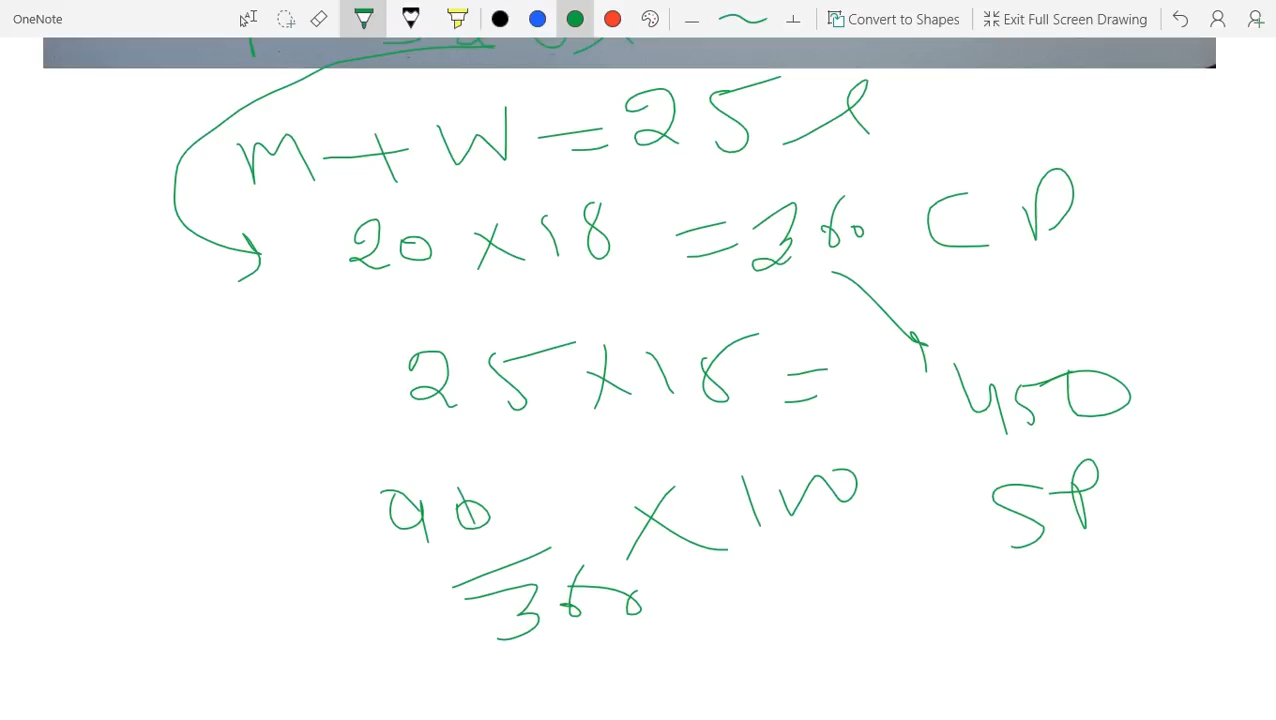 OneNote Convert to Shapes Exit Full Screen Drawing
M + W = 25 l
20 × 18 = 360 C P
25 × 18 = 450
90 × 100 SP
360